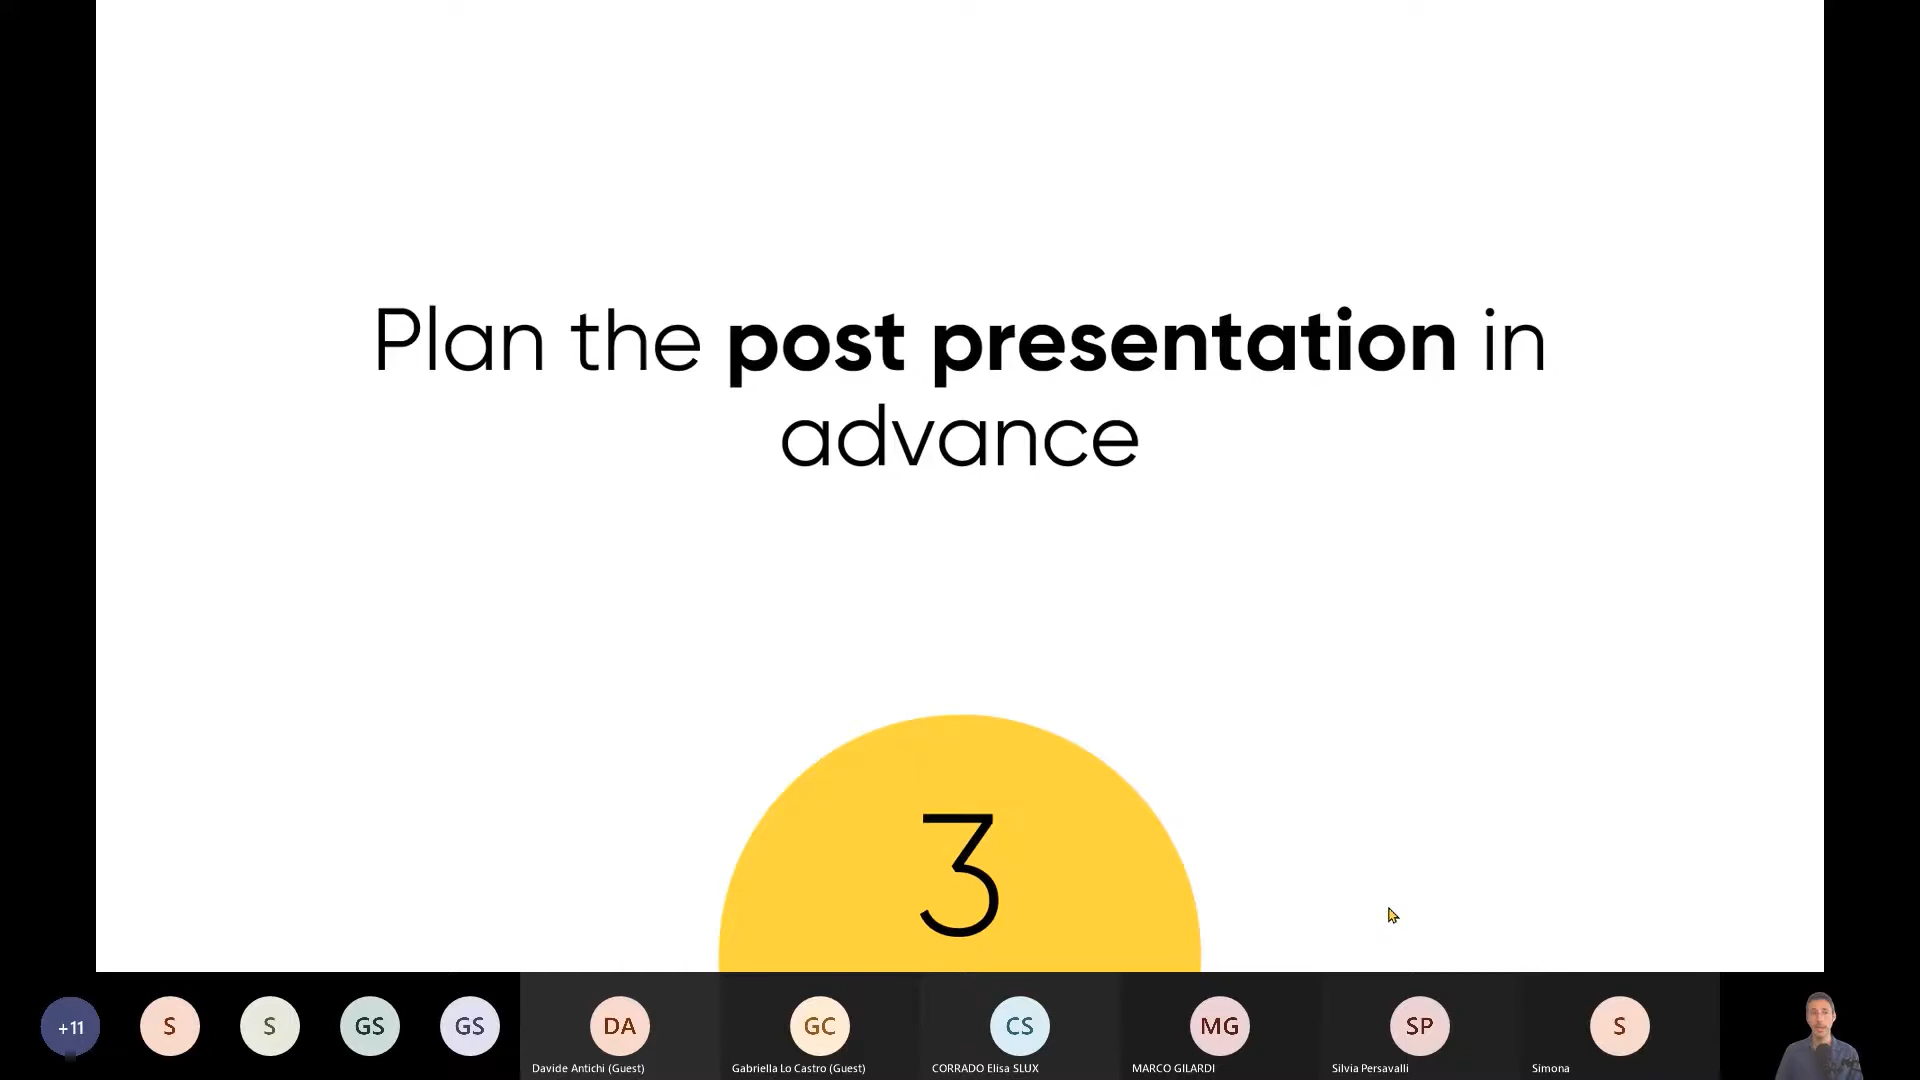 Plan the post presentation in
advance
3
+11
S
S
GS
GS
DA
GC
CS
MG
SP
S
Davide Antichi (Guest)
Gabriella Lo Castro (Guest)
CORRADO Elisa SLUX
MARCO GILARDI
Silvia Persavalli
Simona